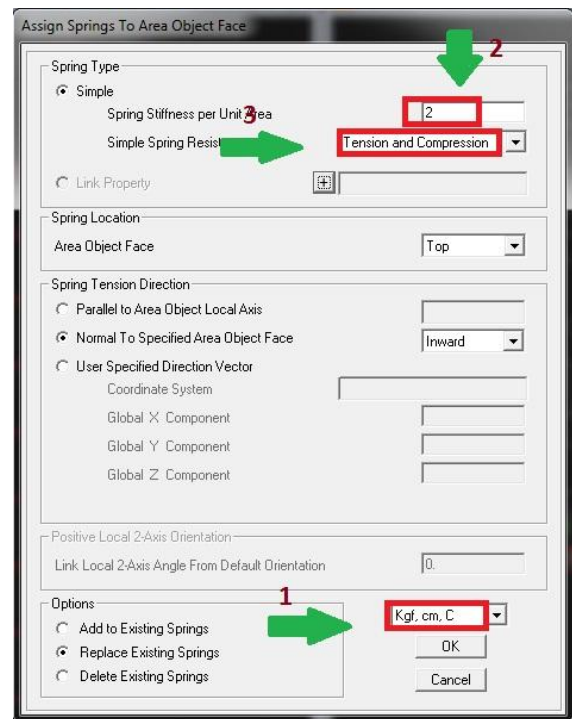 Assign Springs To Area Object Face
2
Spring Type
Simple
Spring Stiffness per Unit Area
2
3
Simple Spring Resist
Tension and Compression
Link Property
Spring Location
Area Object Face
Top
Spring Tension Direction
Parallel to Area Object Local Axis
Normal To Specified Area Object Face
Inward
User Specified Direction Vector
Coordinate System
Global X Component
Global Y Component
Global Z Component
Positive Local 2-Axis Orientation
Link Local 2-Axis Angle From Default Orientation
0.
Options
1
Kgf, cm, C
Add to Existing Springs
Replace Existing Springs
OK
Delete Existing Springs
Cancel